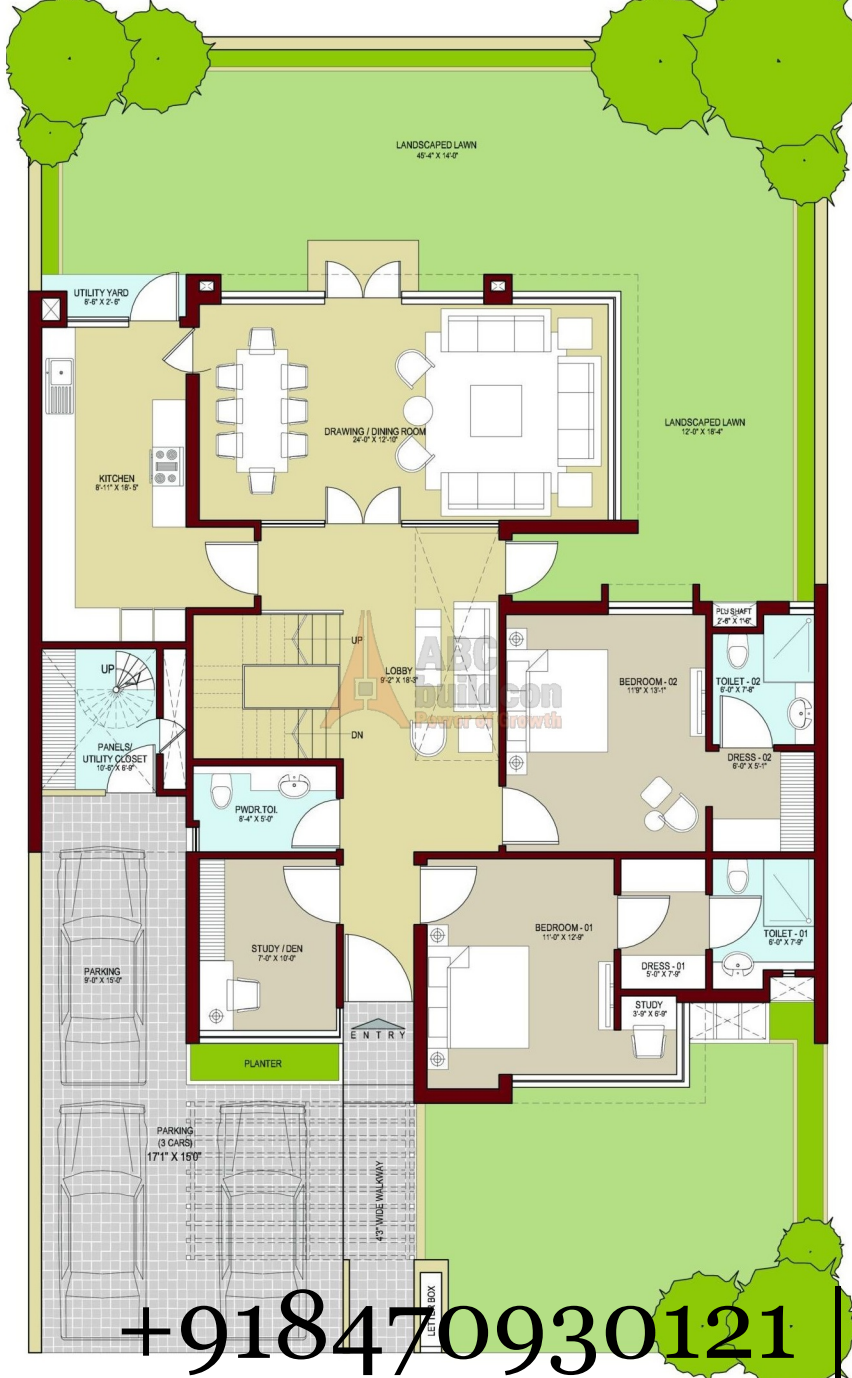 LANDSCAPED LAWN
45'-4" X 14'-0"
UTILITY YARD
8'-6" X 2'-6"
DRAWING / DINING ROOM
24'-0" X 12'-10"
LANDSCAPED LAWN
12'-0" X 18'-4"
KITCHEN
8'-11" X 18'-5"
PLU SHAFT
2'-8" X 1'-6"
UP
LOBBY
9'-2" X 18'-3"
ABC
buildcon
Power of Growth
BEDROOM - 02
11'9" X 13'-1"
TOILET - 02
6'-0" X 7'-8"
UP
DN
PANELS/
UTILITY CLOSET
10'-6" X 6'-9"
DRESS - 02
6'-0" X 5'-1"
PWDR.TOI.
8'-4" X 5'-0"
STUDY / DEN
7'-0" X 10'-0"
BEDROOM - 01
11'-0" X 12'-9"
TOILET - 01
6'-0" X 7'-9"
DRESS - 01
5'-0" X 7'-9"
PARKING
9'-0" X 15'-0"
STUDY
3'-9" X 6'-9"
ENTRY
PLANTER
PARKING
(3 CARS)
17'1" X 15'0"
4'3" WIDE WALKWAY
LETTER BOX
+918470930121 |